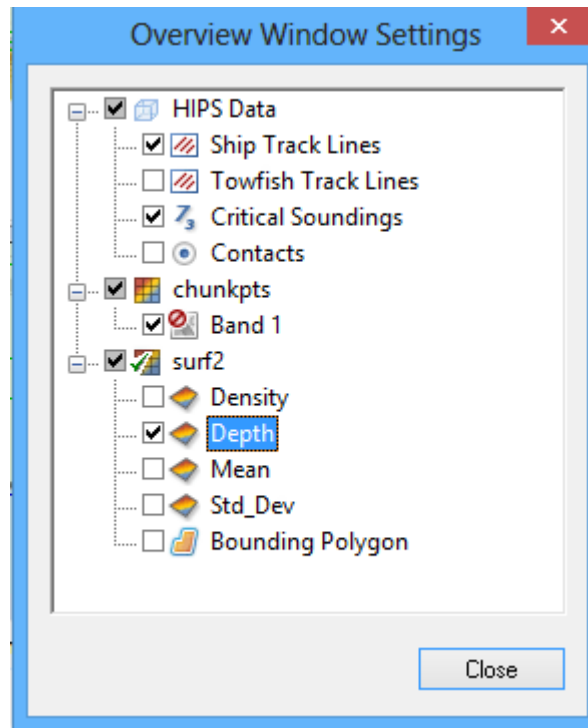 Overview Window Settings
HIPS Data
Ship Track Lines
Towfish Track Lines
Critical Soundings
Contacts
chunkpts
Band 1
surf2
Density
Depth
Mean
Std_Dev
Bounding Polygon
Close